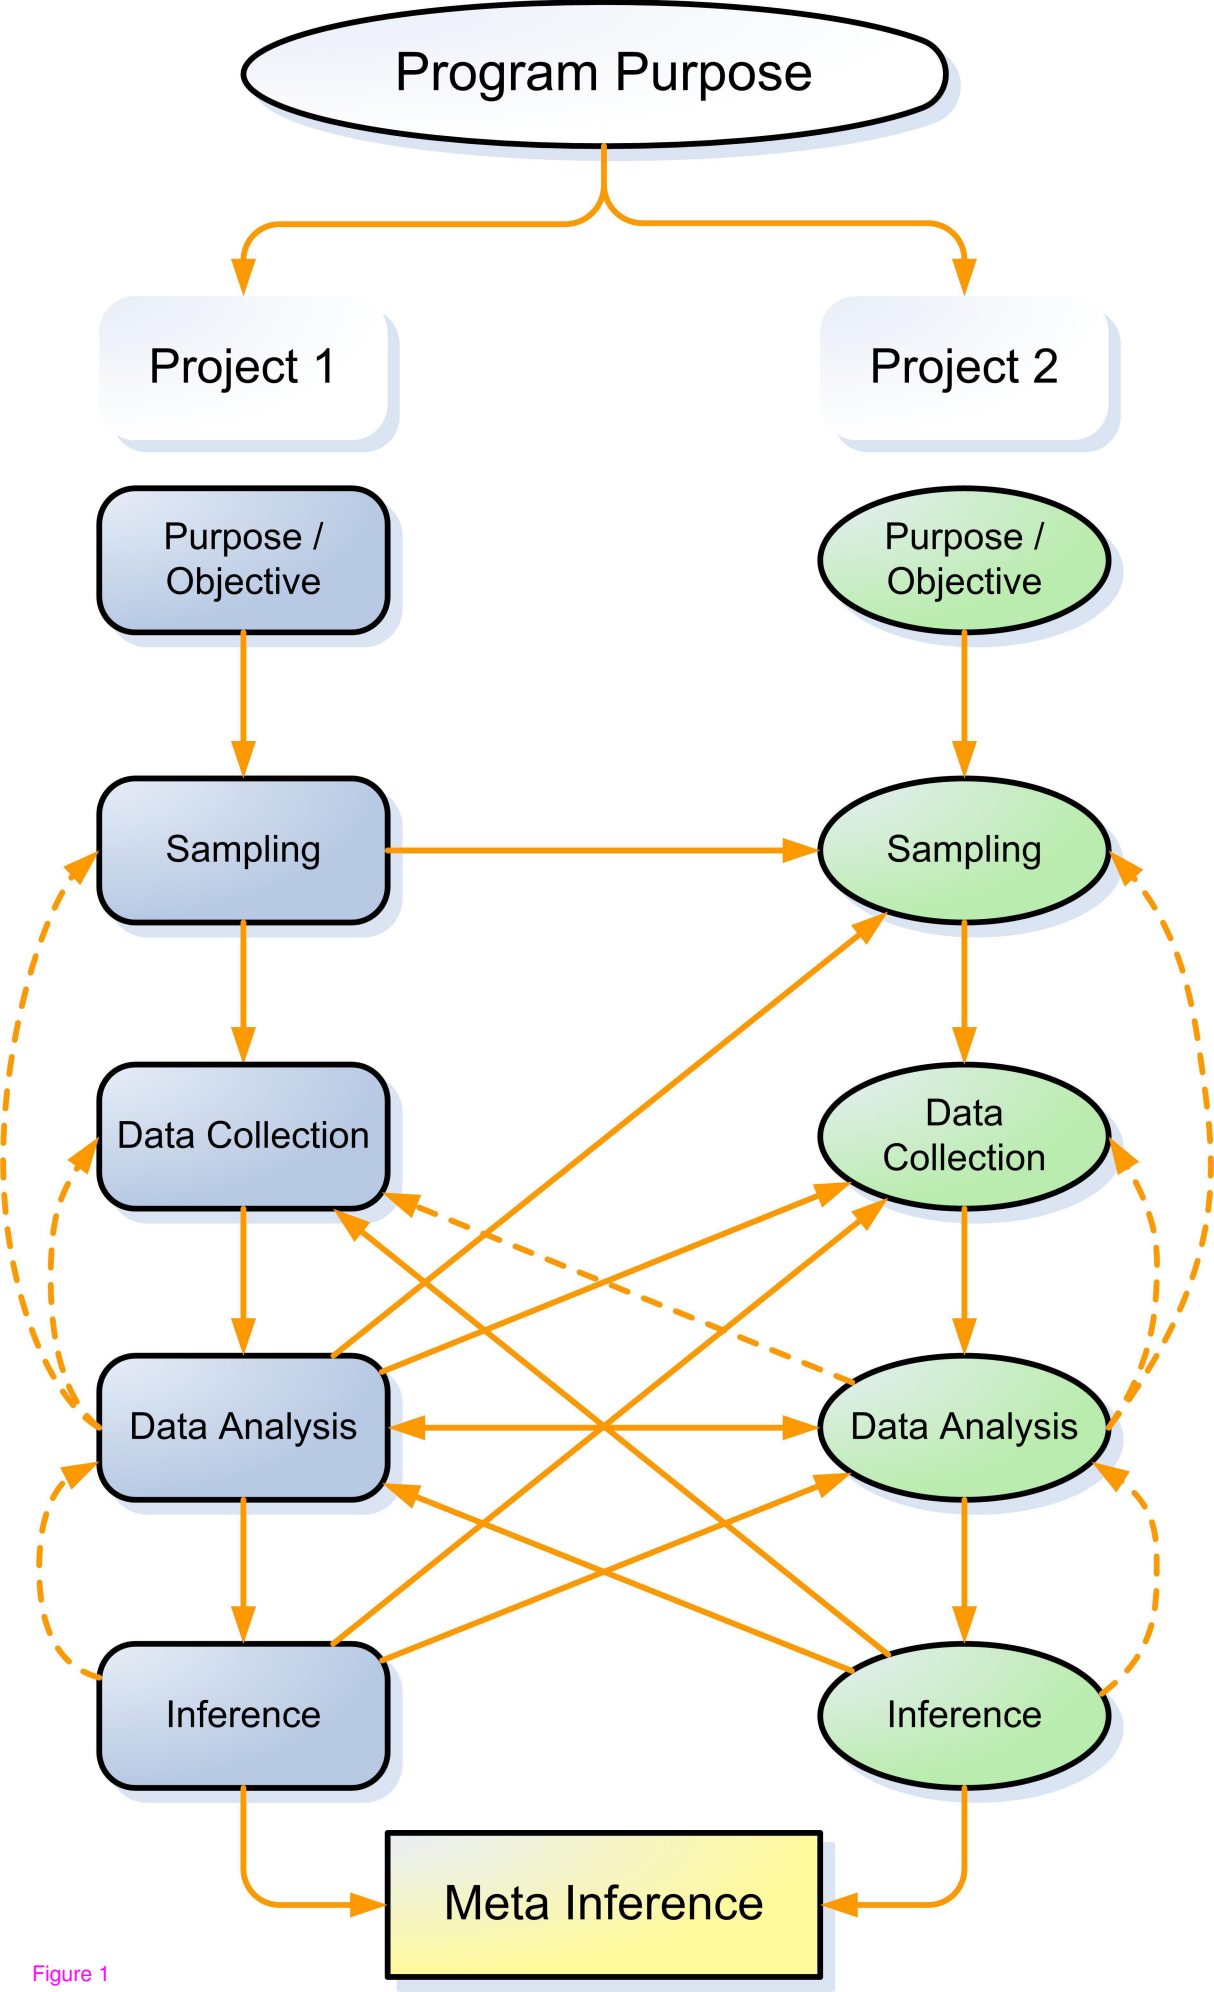 Program Purpose
Project 1
Project 2
Purpose /
Objective
Purpose /
Objective
Sampling
Sampling
Data Collection
Data
Collection
Data Analysis
Data Analysis
Inference
Inference
Meta Inference
Figure 1